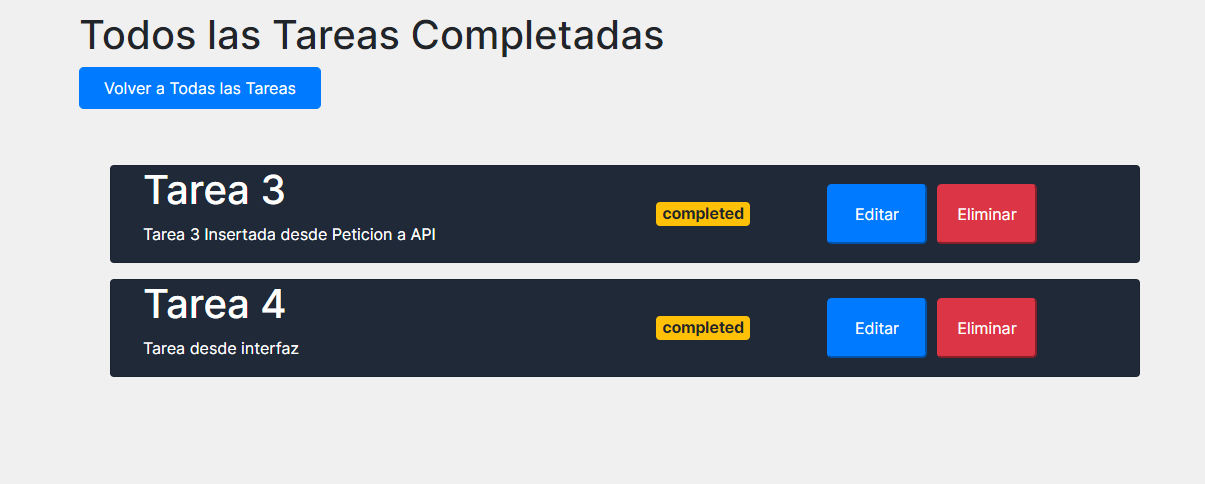 Todos las Tareas Completadas
Volver a Todas las Tareas
Tarea 3
Tarea 3 Insertada desde Peticion a API
completed
Editar
Eliminar
Tarea 4
Tarea desde interfaz
completed
Editar
Eliminar